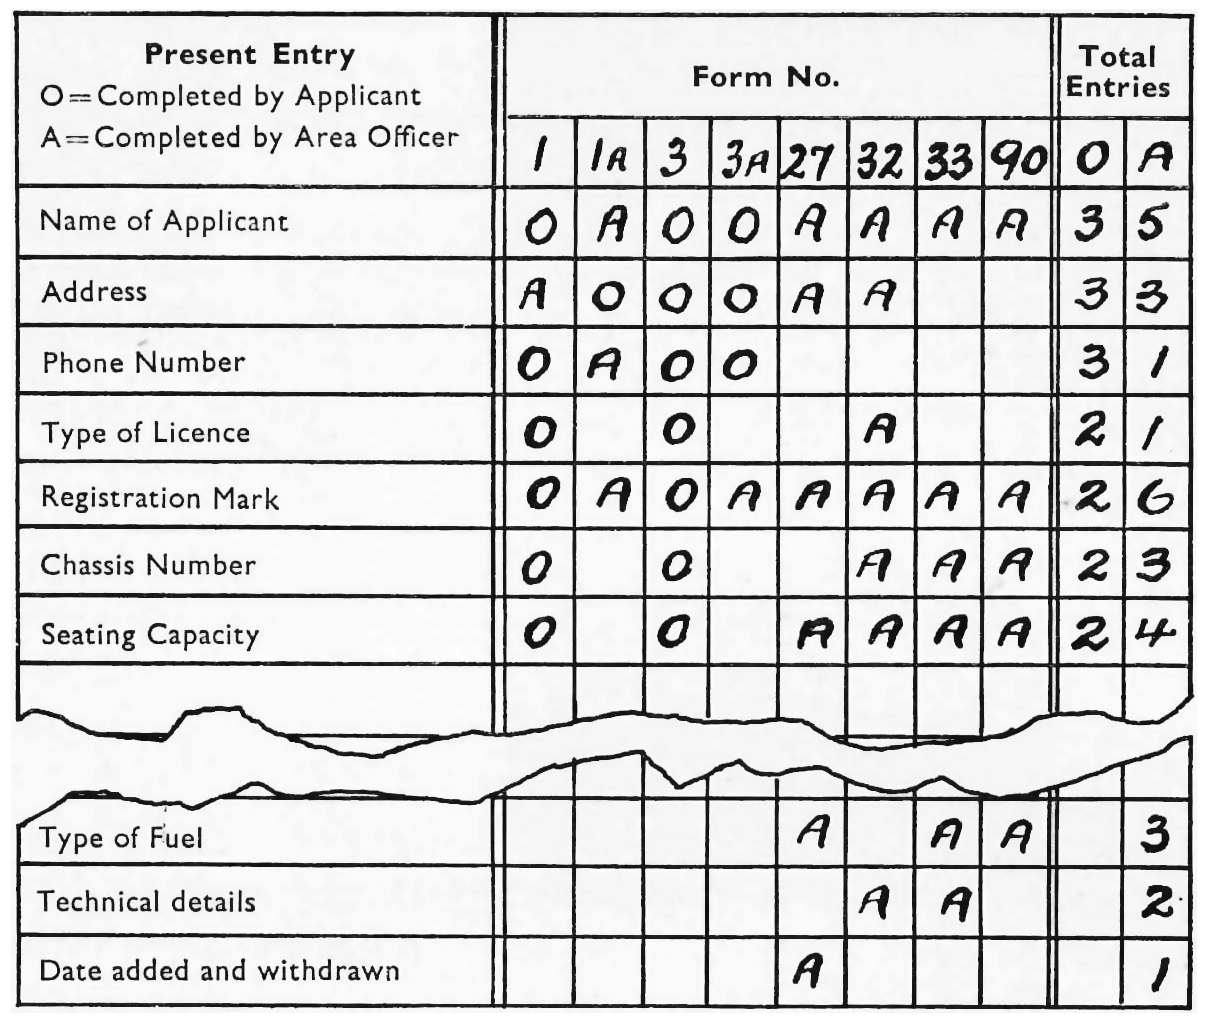 Present Entry
O=Completed by Applicant
A=Completed by Area Officer
Form No.
Total
Entries
1 1A 3 3A 27 32 33 90 O A
Name of Applicant O A O O A A A A 3 5
Address A O O O A A 3 3
Phone Number O A O O 3 1
Type of Licence O O A 2 1
Registration Mark O A O A A A A A 2 6
Chassis Number O O A A A 2 3
Seating Capacity O O A A A A 2 4
Type of Fuel A A A 3
Technical details A A 2
Date added and withdrawn A 1